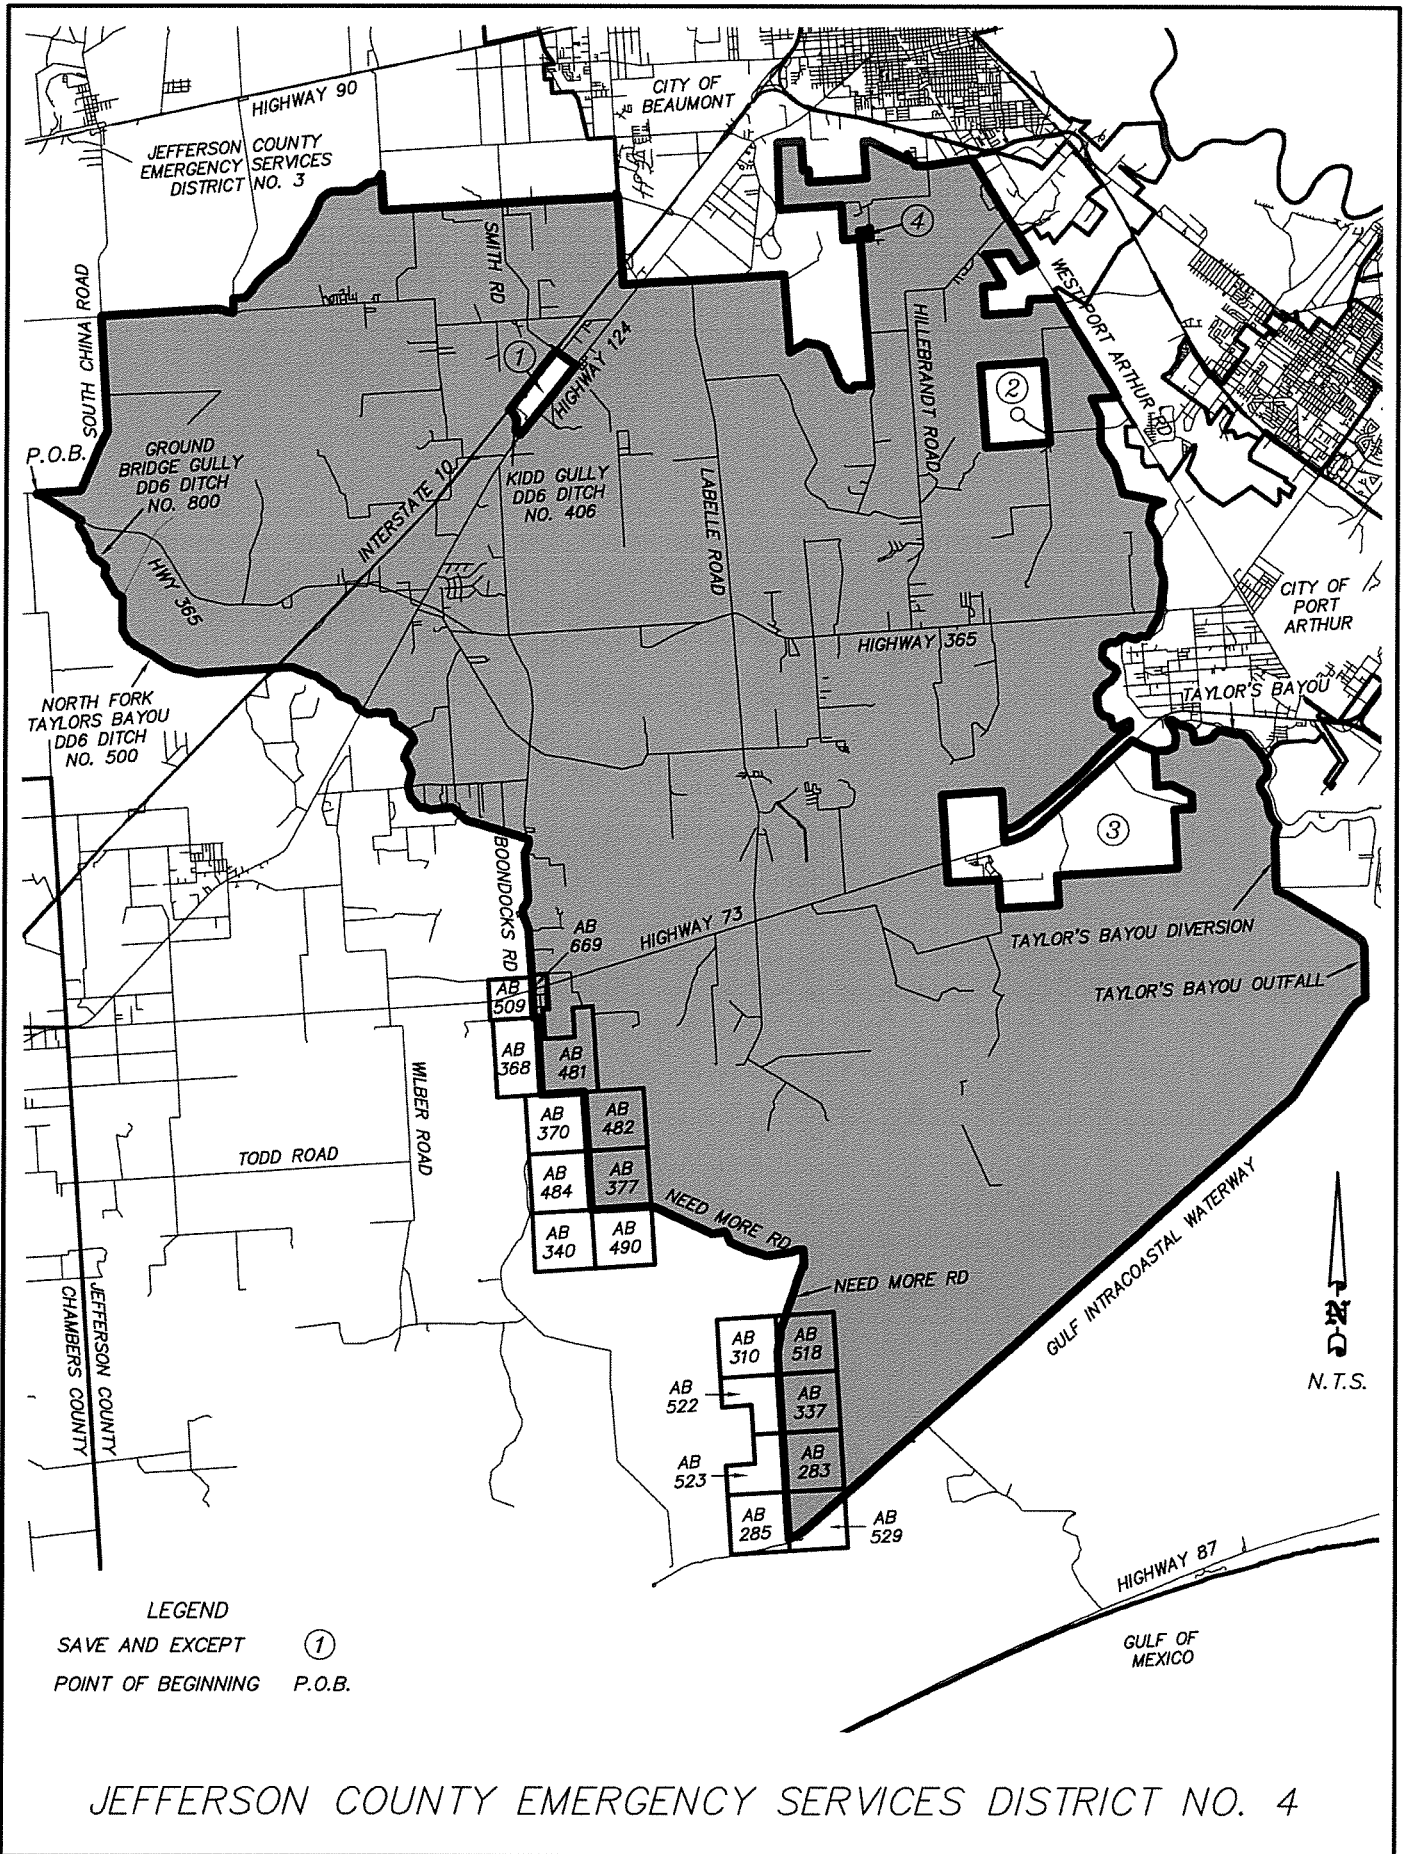 HIGHWAY 90
CITY OF
BEAUMONT
JEFFERSON COUNTY
EMERGENCY SERVICES
DISTRICT NO. 3
SMITH RD
4
SOUTH CHINA ROAD
WEST PORT ARTHUR
HILLEBRANDT ROAD
1
HIGHWAY 124
2
P.O.B.
GROUND
BRIDGE GULLY
DD6 DITCH
NO. 800
INTERSTATE 10
KIDD GULLY
DD6 DITCH
NO. 406
LABELLE ROAD
HWY 365
CITY OF
PORT
ARTHUR
HIGHWAY 365
NORTH FORK
TAYLORS BAYOU
DD6 DITCH
NO. 500
TAYLOR'S BAYOU
3
BOONDOCKS RD
AB
669
HIGHWAY 73
TAYLOR'S BAYOU DIVERSION
TAYLOR'S BAYOU OUTFALL
AB
509
AB
368
AB
481
WILBER ROAD
AB
370
AB
482
TODD ROAD
AB
484
AB
377
NEED MORE RD
AB
340
AB
490
NEED MORE RD
GULF INTRACOASTAL WATERWAY
CHAMBERS COUNTY
JEFFERSON COUNTY
N
N.T.S.
AB
310
AB
518
AB
522
AB
337
AB
523
AB
283
AB
285
AB
529
HIGHWAY 87
GULF OF
MEXICO
LEGEND
SAVE AND EXCEPT 1
POINT OF BEGINNING P.O.B.
JEFFERSON COUNTY EMERGENCY SERVICES DISTRICT NO. 4